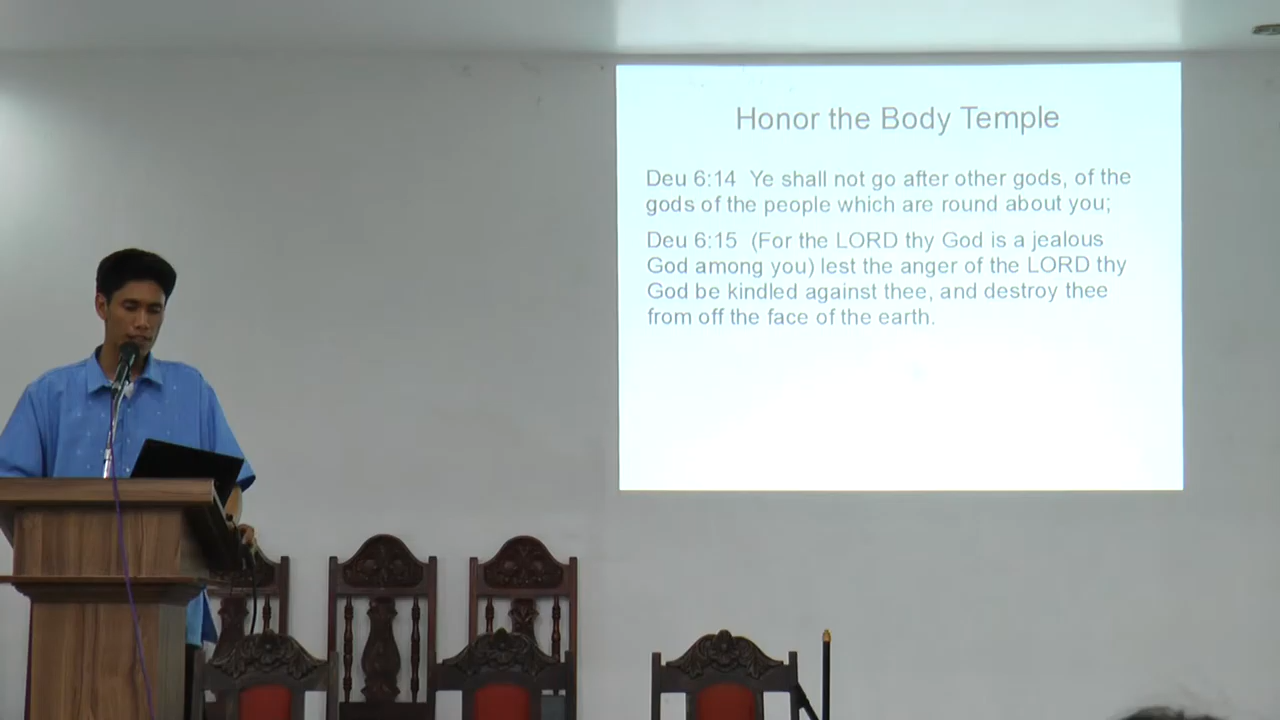 Honor the Body Temple
Deu 6:14 Ye shall not go after other gods, of the
gods of the people which are round about you;
Deu 6:15 (For the LORD thy God is a jealous
God among you) lest the anger of the LORD thy
God be kindled against thee, and destroy thee
from off the face of the earth.